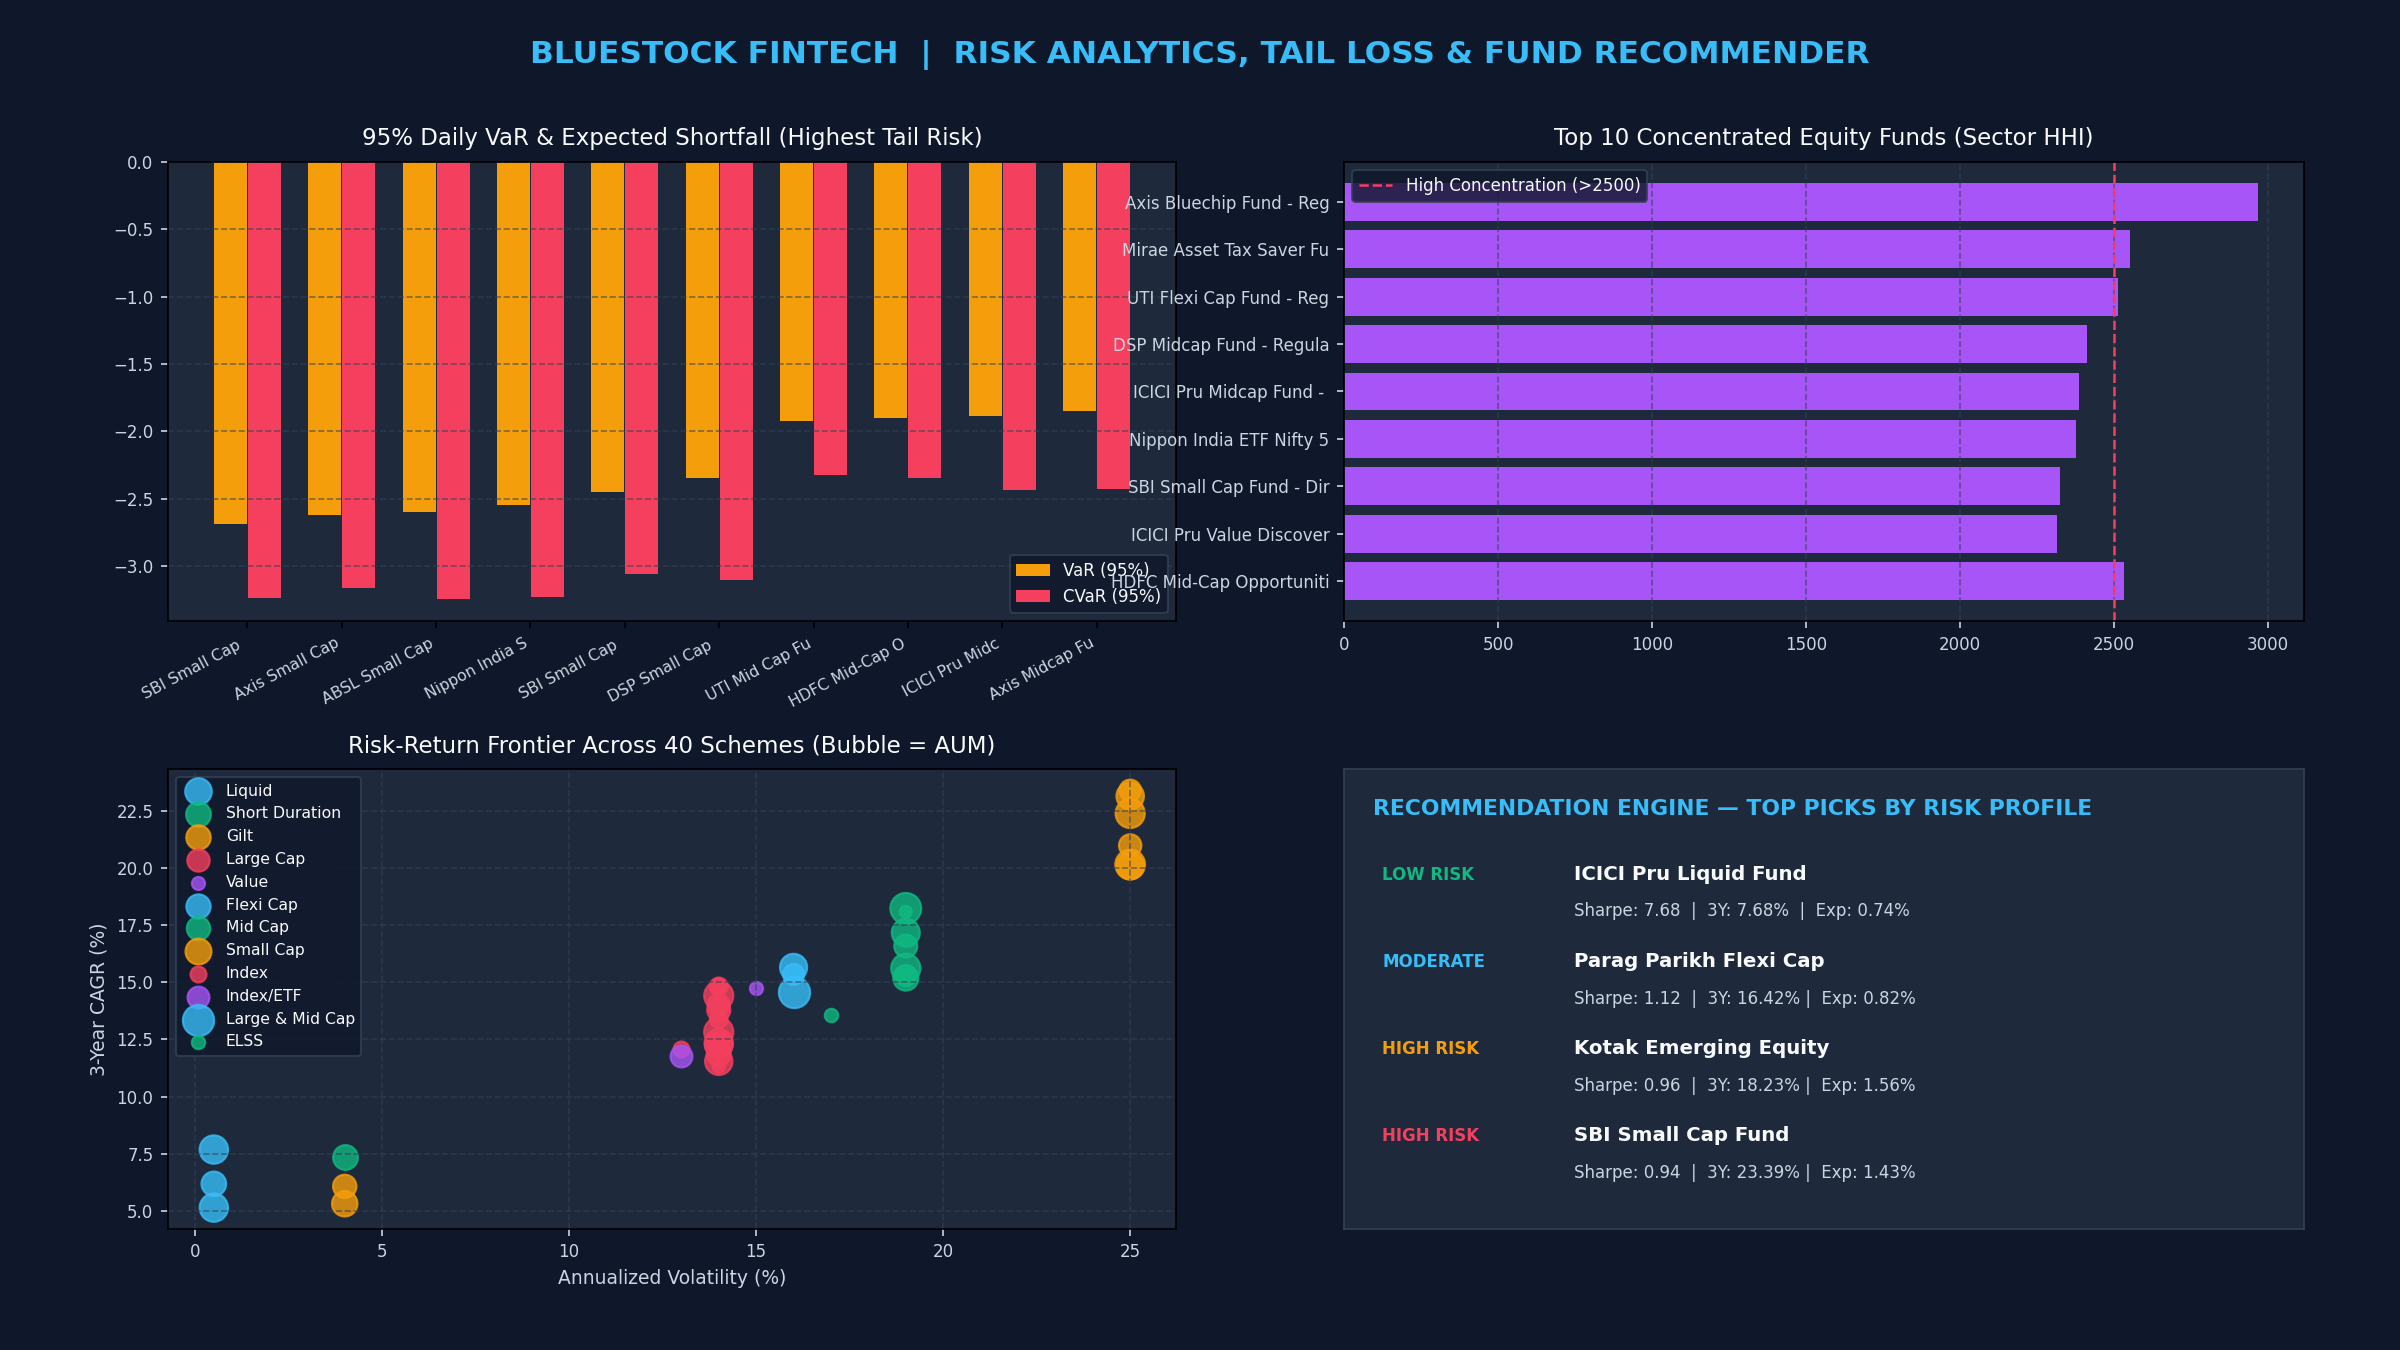 BLUESTOCK FINTECH | RISK ANALYTICS, TAIL LOSS & FUND RECOMMENDER
95% Daily VaR & Expected Shortfall (Highest Tail Risk)
0.0
−0.5
−1.0
−1.5
−2.0
−2.5
−3.0
VaR (95%)
CVaR (95%)
SBI Small Cap
Axis Small Cap
ABSL Small Cap
Nippon India S
SBI Small Cap
DSP Small Cap
UTI Mid Cap Fu
HDFC Mid-Cap O
ICICI Pru Midc
Axis Midcap Fu
Top 10 Concentrated Equity Funds (Sector HHI)
High Concentration (>2500)
Axis Bluechip Fund - Reg
Mirae Asset Tax Saver Fu
UTI Flexi Cap Fund - Reg
DSP Midcap Fund - Regula
ICICI Pru Midcap Fund -
Nippon India ETF Nifty 5
SBI Small Cap Fund - Dir
ICICI Pru Value Discover
HDFC Mid-Cap Opportuniti
0
500
1000
1500
2000
2500
3000
Risk-Return Frontier Across 40 Schemes (Bubble = AUM)
3-Year CAGR (%)
22.5
20.0
17.5
15.0
12.5
10.0
7.5
5.0
Liquid
Short Duration
Gilt
Large Cap
Value
Flexi Cap
Mid Cap
Small Cap
Index
Index/ETF
Large & Mid Cap
ELSS
0
5
10
15
20
25
Annualized Volatility (%)
RECOMMENDATION ENGINE — TOP PICKS BY RISK PROFILE
LOW RISK
ICICI Pru Liquid Fund
Sharpe: 7.68 | 3Y: 7.68% | Exp: 0.74%
MODERATE
Parag Parikh Flexi Cap
Sharpe: 1.12 | 3Y: 16.42% | Exp: 0.82%
HIGH RISK
Kotak Emerging Equity
Sharpe: 0.96 | 3Y: 18.23% | Exp: 1.56%
HIGH RISK
SBI Small Cap Fund
Sharpe: 0.94 | 3Y: 23.39% | Exp: 1.43%